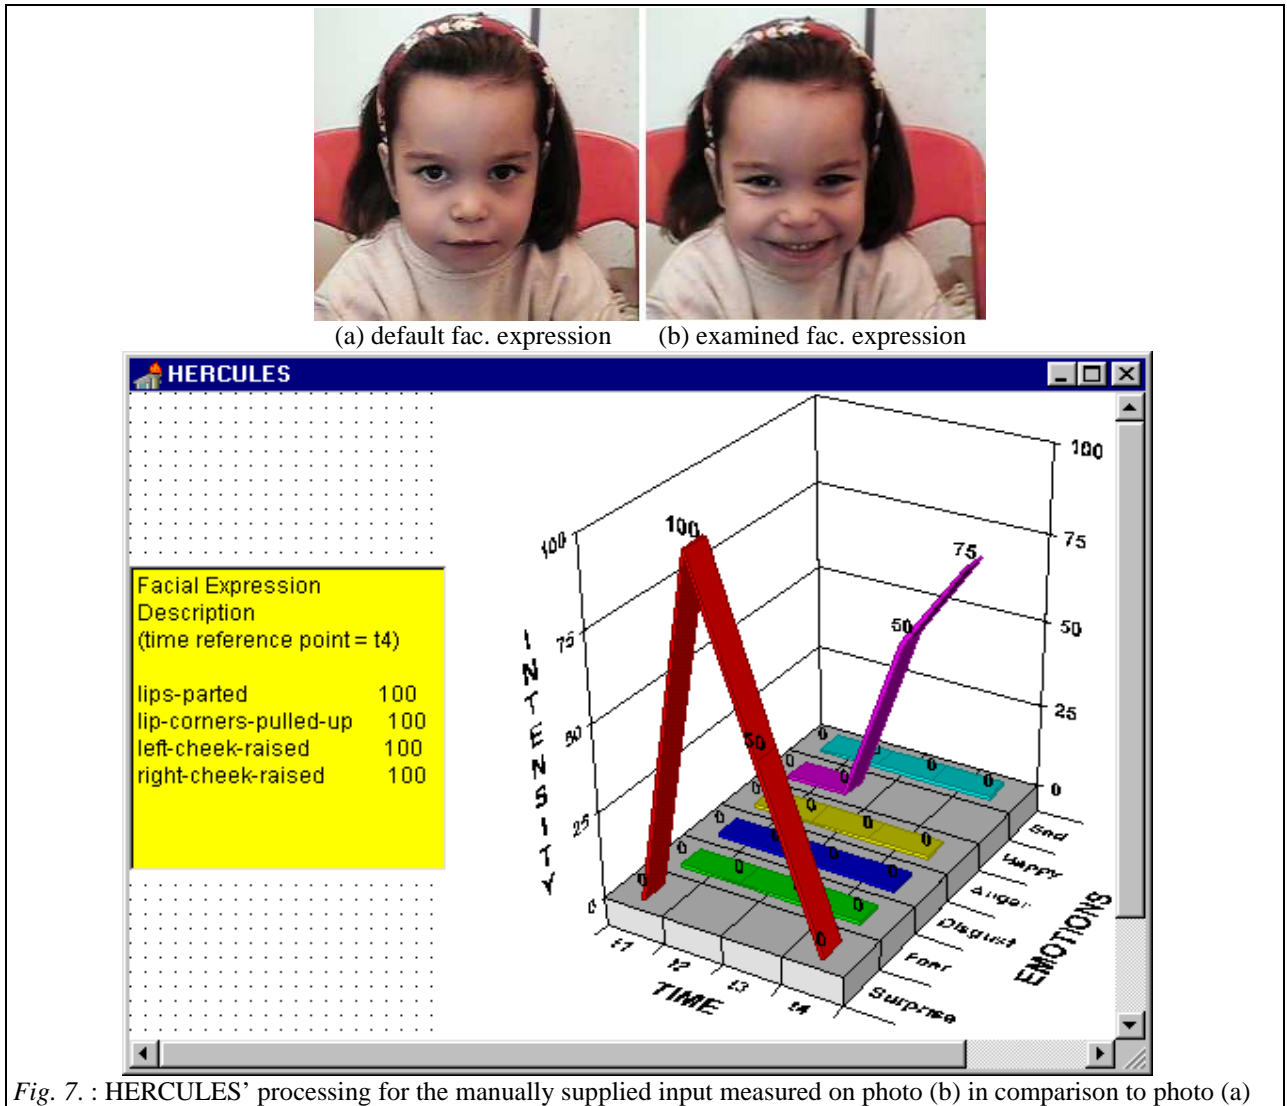 (a) default fac. expression (b) examined fac. expression
HERCULES
Facial Expression
Description
(time reference point = t4)
lips-parted 100
lip-corners-pulled-up 100
left-cheek-raised 100
right-cheek-raised 100
INTENSITY
100
75
50
25
0
100
75
50
25
0
100
50
75
50
0 0 0 0
0 0
0 0 0
0 0 0 0
0 0 0
0 0
t1 t2 t3 t4
TIME
Sad
Happy
Anger
Disgust
Fear
Surprise
EMOTIONS
Fig. 7. : HERCULES’ processing for the manually supplied input measured on photo (b) in comparison to photo (a)